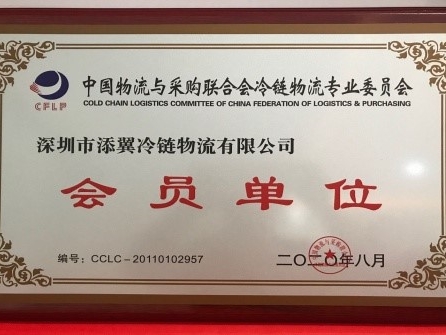 中国物流与采购联合会冷链物流专业委员会
COLD CHAIN LOGISTICS COMMITTEE OF CHINA FEDERATION OF LOGISTICS & PURCHASING
CFLP
深圳市添翼冷链物流有限公司
会员单位
编号：CCLC-20110102957
二〇二〇年八月